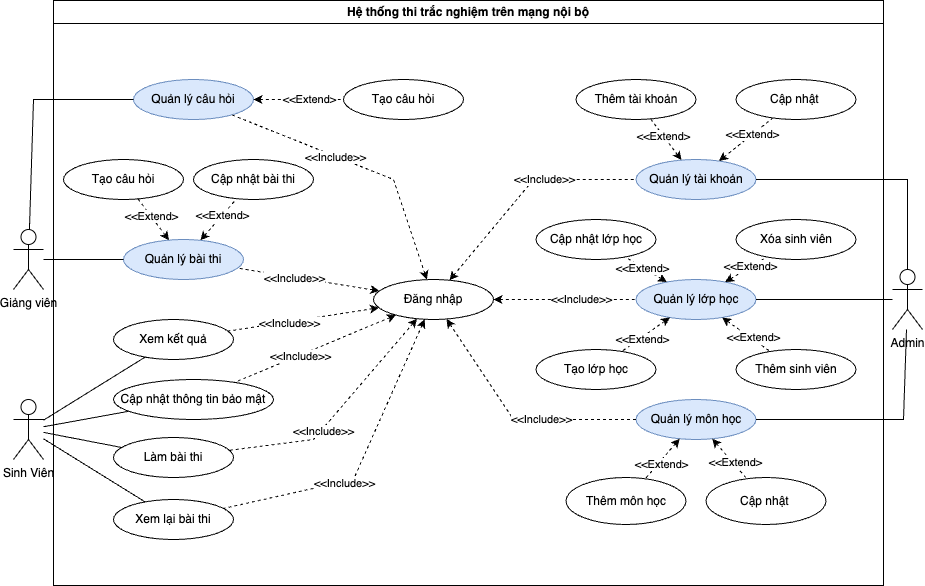 Hệ thống thi trắc nghiệm trên mạng nội bộ
Quản lý câu hỏi
<<Extend>>
Tạo câu hỏi
Thêm tài khoản
Cập nhật
<<Extend>>
<<Extend>>
<<Include>>
Tạo câu hỏi
Cập nhật bài thi
<<Include>>
Quản lý tài khoản
<<Extend>>
<<Extend>>
Cập nhật lớp học
Xóa sinh viên
Quản lý bài thi
<<Extend>>
<<Extend>>
<<Include>>
Giảng viên
Đăng nhập
<<Include>>
Quản lý lớp học
Admin
<<Include>>
Xem kết quả
<<Extend>>
<<Extend>>
<<Include>>
Tạo lớp học
Thêm sinh viên
Cập nhật thông tin bảo mật
<<Include>>
<<Include>>
Quản lý môn học
Làm bài thi
Sinh Viên
<<Extend>>
<<Extend>>
<<Include>>
Thêm môn học
Cập nhật
Xem lại bài thi